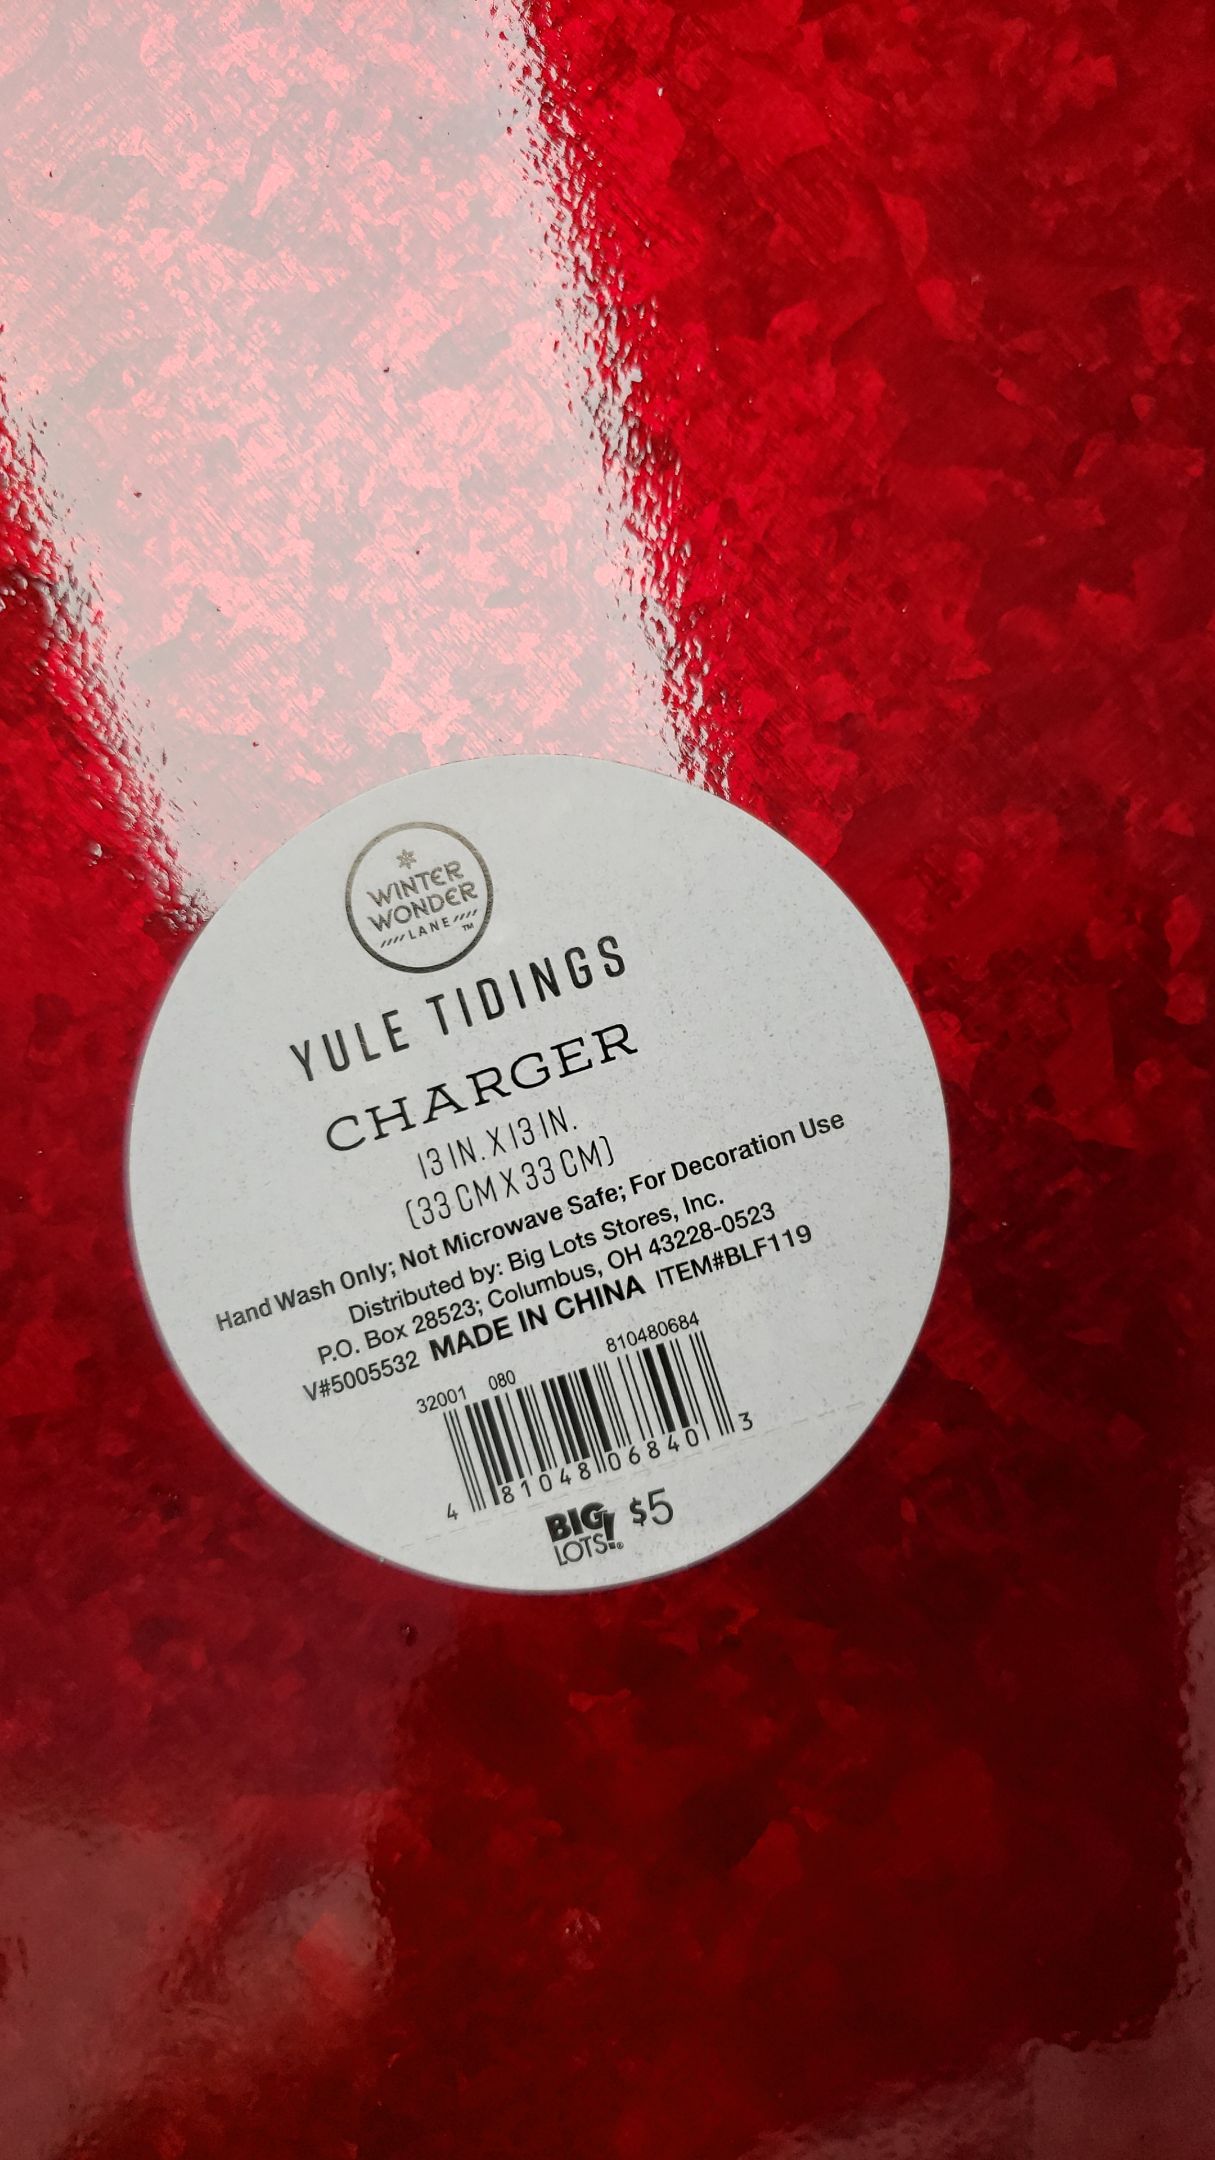 WINTER
WONDER
////LANE////™
YULE TIDINGS
CHARGER
13 IN. X 13 IN.
(33 CM X 33 CM)
Hand Wash Only; Not Microwave Safe; For Decoration Use
Distributed by: Big Lots Stores, Inc.
P.O. Box 28523; Columbus, OH 43228-0523
V#5005532 MADE IN CHINA ITEM#BLF119
32001 080 810480684
4 81048 06840 3
BIG LOTS!® $5